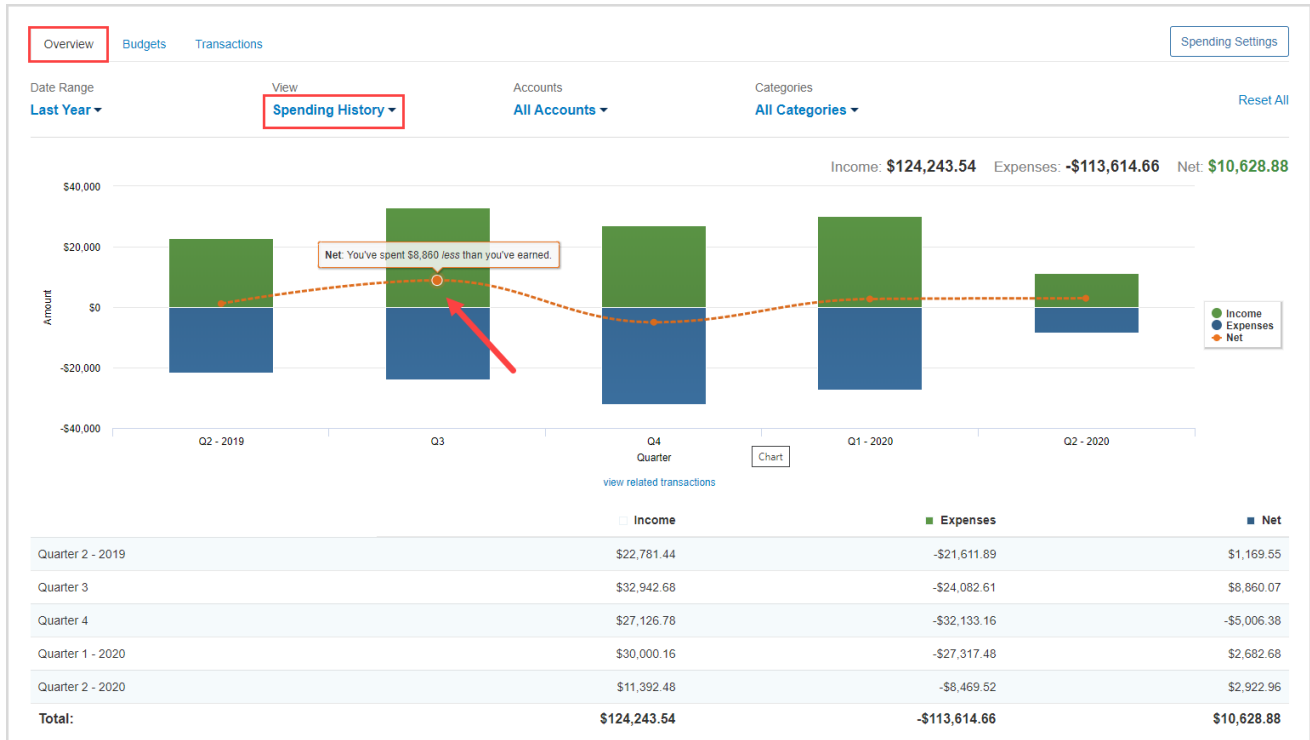 Overview Budgets Transactions Spending Settings
Date Range View Accounts Categories
Last Year Spending History All Accounts All Categories Reset All
Income: $124,243.54 Expenses: -$113,614.66 Net: $10,628.88
$40,000
$20,000
Net: You've spent $8,860 less than you've earned.
Amount
$0
Income
Expenses
Net
-$20,000
-$40,000
Q2 - 2019 Q3 Q4 Q1 - 2020 Q2 - 2020
Quarter
Chart
view related transactions
Income Expenses Net
Quarter 2 - 2019 $22,781.44 -$21,611.89 $1,169.55
Quarter 3 $32,942.68 -$24,082.61 $8,860.07
Quarter 4 $27,126.78 -$32,133.16 -$5,006.38
Quarter 1 - 2020 $30,000.16 -$27,317.48 $2,682.68
Quarter 2 - 2020 $11,392.48 -$8,469.52 $2,922.96
Total: $124,243.54 -$113,614.66 $10,628.88